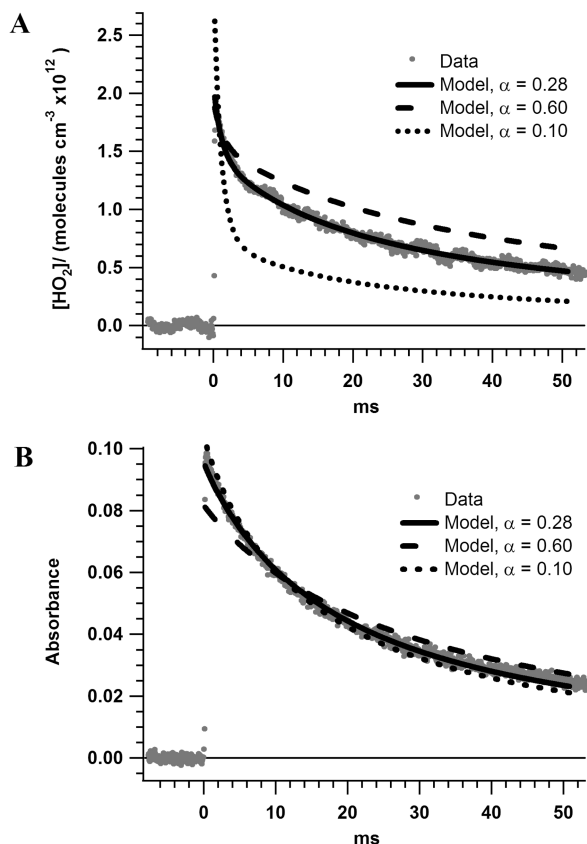 A
[HO₂]/ (molecules cm⁻³ x10¹²)
2.5
2.0
1.5
1.0
0.5
0.0
Data
Model, α = 0.28
Model, α = 0.60
Model, α = 0.10
0 10 20 30 40 50
ms
B
Absorbance
0.10
0.08
0.06
0.04
0.02
0.00
Data
Model, α = 0.28
Model, α = 0.60
Model, α = 0.10
0 10 20 30 40 50
ms